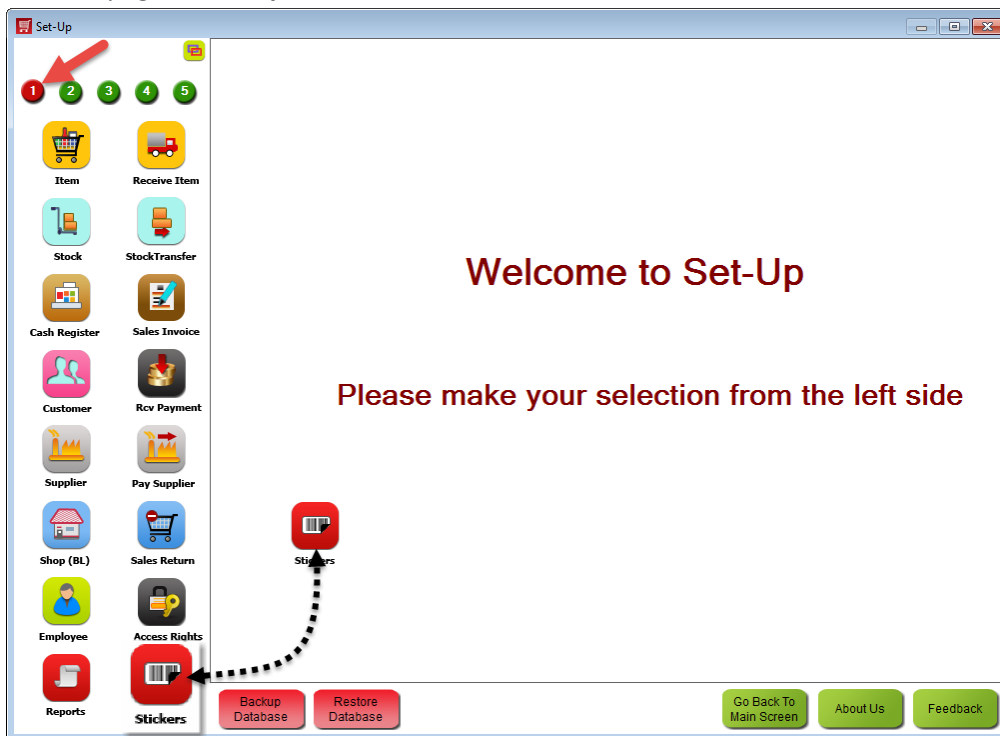 Set-Up
1 2 3 4 5
Item Receive Item
Stock StockTransfer
Cash Register Sales Invoice
Customer Rcv Payment
Supplier Pay Supplier
Shop (BL) Sales Return
Employee Access Rights
Reports Stickers
Welcome to Set-Up
Please make your selection from the left side
Stickers
Backup
Database
Restore
Database
Go Back To
Main Screen
About Us
Feedback